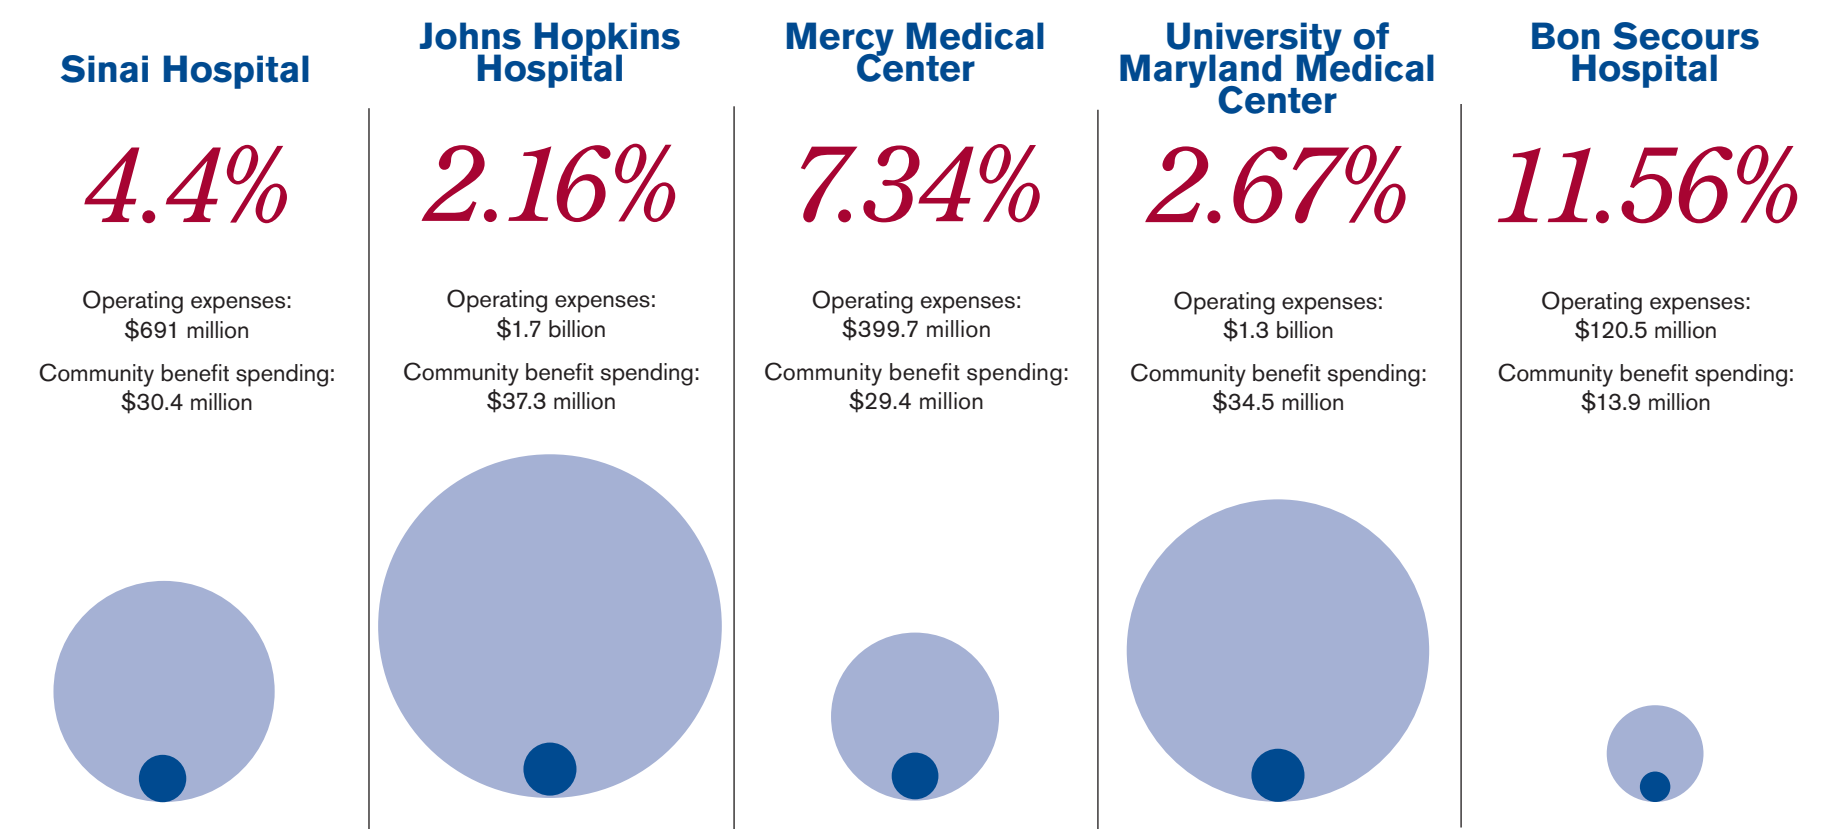 Sinai Hospital
4.4%
Operating expenses:
$691 million
Community benefit spending:
$30.4 million
Johns Hopkins
Hospital
2.16%
Operating expenses:
$1.7 billion
Community benefit spending:
$37.3 million
Mercy Medical
Center
7.34%
Operating expenses:
$399.7 million
Community benefit spending:
$29.4 million
University of
Maryland Medical
Center
2.67%
Operating expenses:
$1.3 billion
Community benefit spending:
$34.5 million
Bon Secours
Hospital
11.56%
Operating expenses:
$120.5 million
Community benefit spending:
$13.9 million